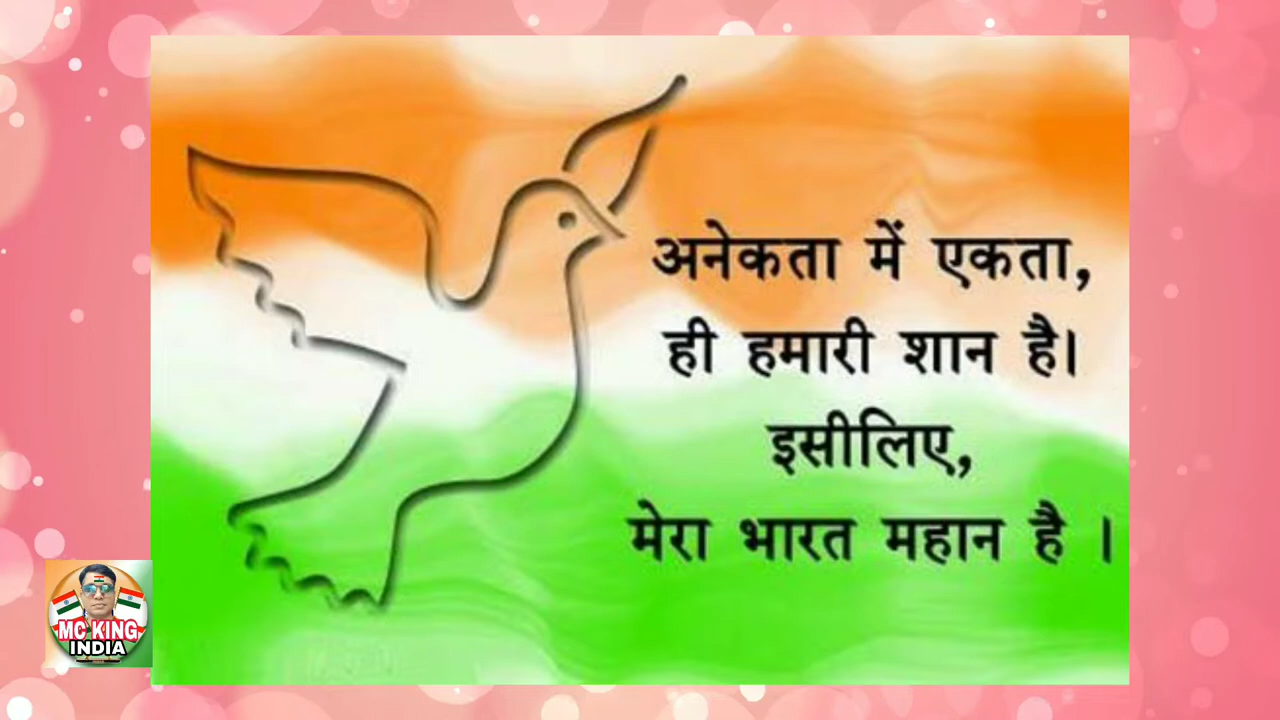 अनेकता में एकता,
ही हमारी शान है।
इसीलिए,
मेरा भारत महान है ।
MC KING
INDIA